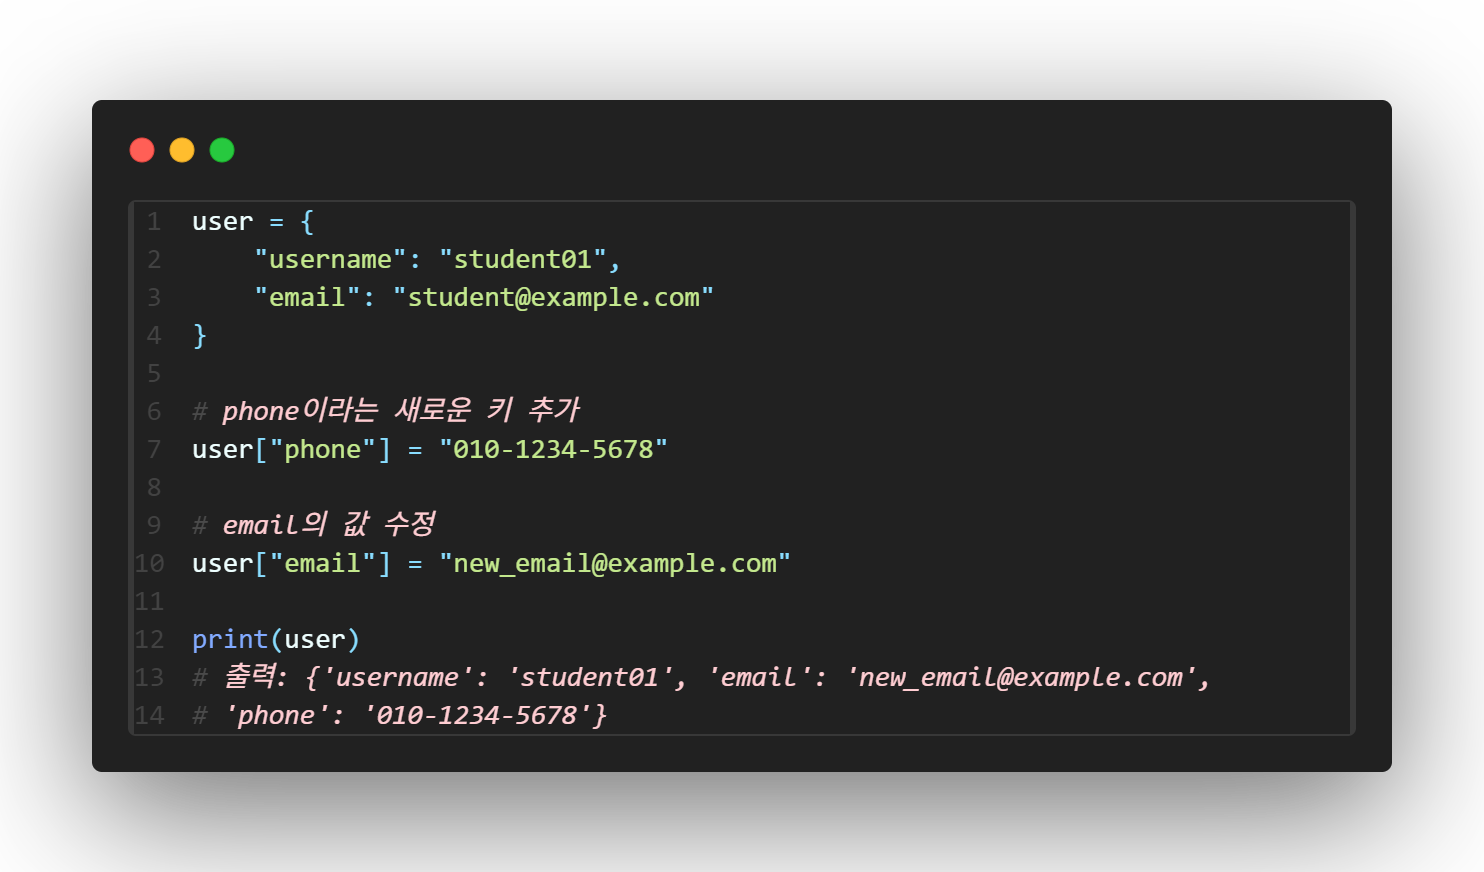 1 user = {
2     "username": "student01",
3     "email": "student@example.com"
4 }
5
6 # phone이라는 새로운 키 추가
7 user["phone"] = "010-1234-5678"
8
9 # email의 값 수정
10 user["email"] = "new_email@example.com"
11
12 print(user)
13 # 출력: {'username': 'student01', 'email': 'new_email@example.com',
14 # 'phone': '010-1234-5678'}